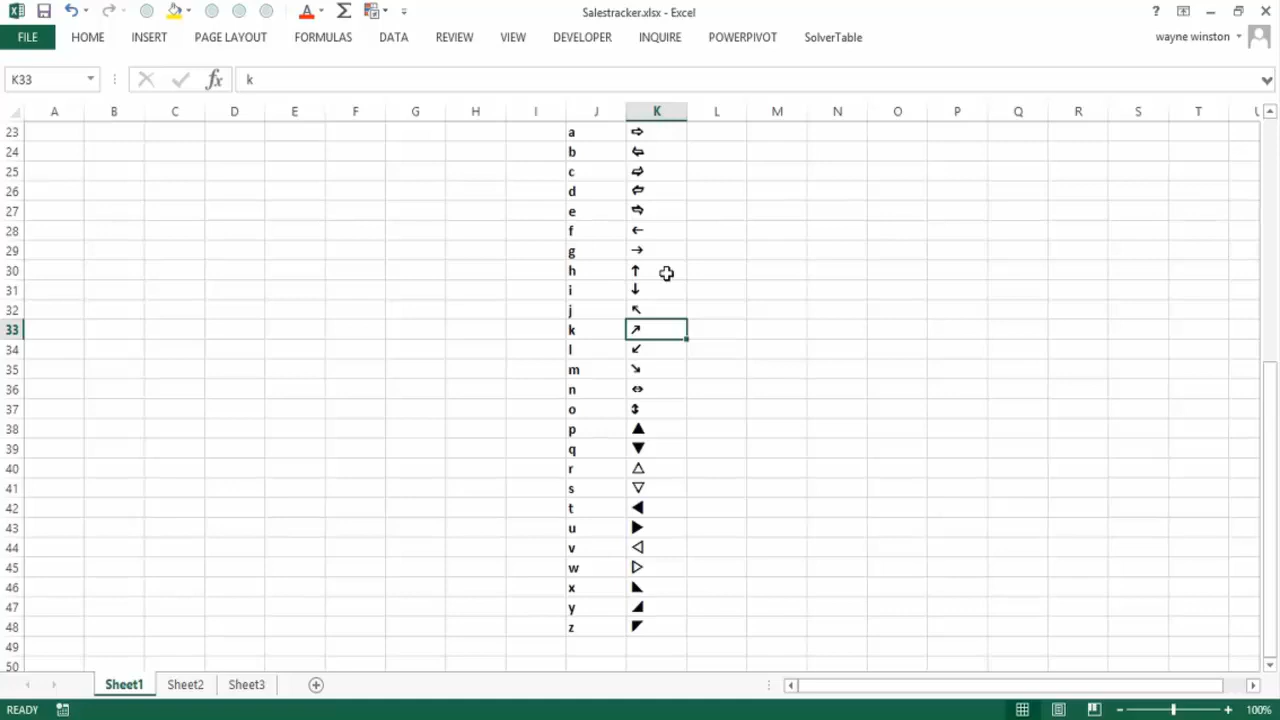 Salestracker.xlsx - Excel
?
FILE HOME INSERT PAGE LAYOUT FORMULAS DATA REVIEW VIEW DEVELOPER INQUIRE POWERPIVOT SolverTable wayne winston
K33 fx k
A B C D E F G H I J K L M N O P Q R S T U
23 a ⇨
24 b
25 c
26 d
27 e
28 f ←
29 g →
30 h ↑
31 i ↓
32 j ↖
33 k ↗
34 l ↙
35 m ↘
36 n ⇔
37 o ⇕
38 p ▲
39 q ▼
40 r △
41 s ▽
42 t ◀
43 u ▶
44 v ◁
45 w ▷
46 x ◣
47 y ◢
48 z ◤
49
50
Sheet1 Sheet2 Sheet3
READY 100%